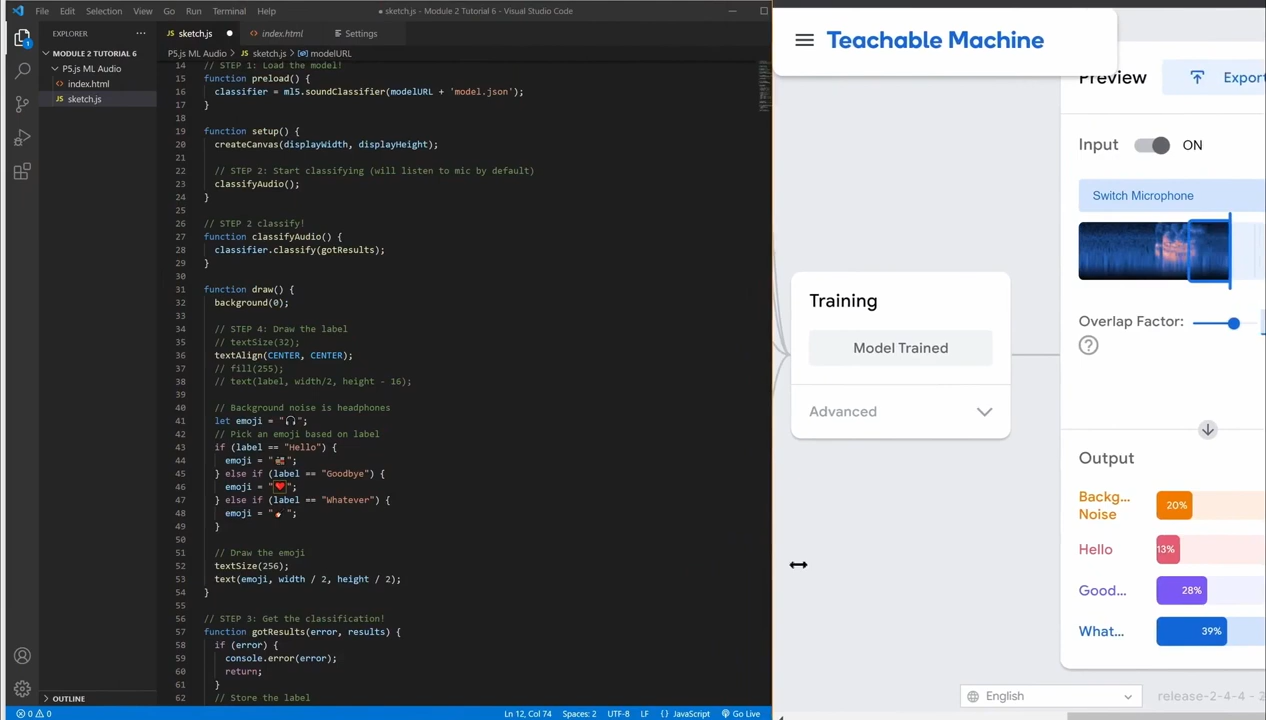 File Edit Selection View Go Run Terminal Help
● sketch.js - Module 2 Tutorial 6 - Visual Studio Code
EXPLORER ···
MODULE 2 TUTORIAL 6
P5.js ML Audio
index.html
JS sketch.js
OUTLINE
JS sketch.js ●
index.html
Settings
P5.js ML Audio > JS sketch.js > modelURL
14 // STEP 1: Load the model!
15 function preload() {
16 classifier = ml5.soundClassifier(modelURL + 'model.json');
17 }
18
19 function setup() {
20 createCanvas(displayWidth, displayHeight);
21
22 // STEP 2: Start classifying (will listen to mic by default)
23 classifyAudio();
24 }
25
26 // STEP 2 classify!
27 function classifyAudio() {
28 classifier.classify(gotResults);
29 }
30
31 function draw() {
32 background(0);
33
34 // STEP 4: Draw the label
35 // textSize(32);
36 textAlign(CENTER, CENTER);
37 // fill(255);
38 // text(label, width/2, height - 16);
39
40 // Background noise is headphones
41 let emoji = "🎧";
42 // Pick an emoji based on label
43 if (label == "Hello") {
44 emoji = "";
45 } else if (label == "Goodbye") {
46 emoji = "❤️";
47 } else if (label == "Whatever") {
48 emoji = "";
49 }
50
51 // Draw the emoji
52 textSize(256);
53 text(emoji, width / 2, height / 2);
54 }
55
56 // STEP 3: Get the classification!
57 function gotResults(error, results) {
58 if (error) {
59 console.error(error);
60 return;
61 }
62 // Store the label
0 0
Ln 12, Col 74 Spaces: 2 UTF-8 LF {} JavaScript Go Live
Teachable Machine
Training
Model Trained
Advanced
Preview
Export
Input ON
Switch Microphone
Overlap Factor:
?
Output
Backg...
Noise
20%
Hello
13%
Good...
28%
What...
39%
English
release-2-4-4 - 2